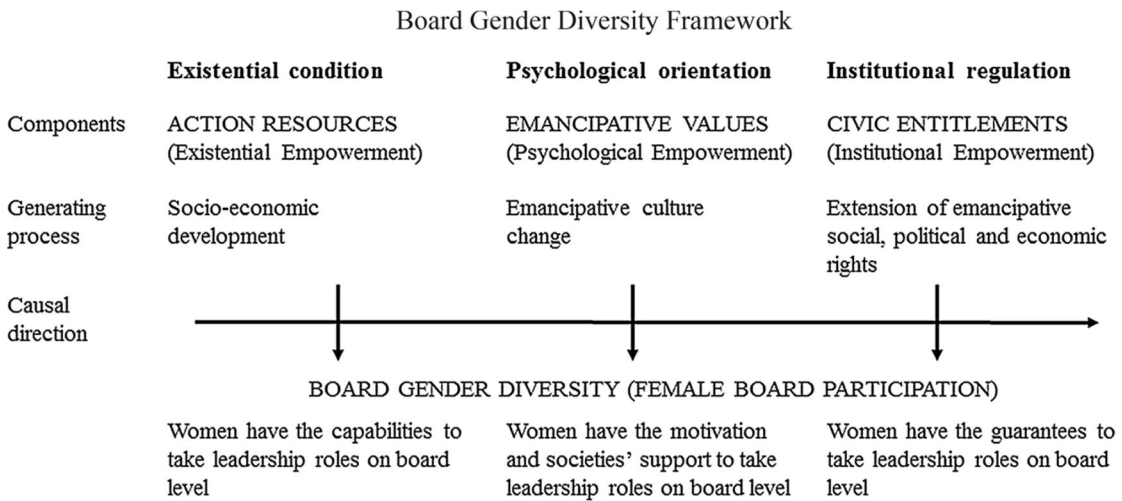 Board Gender Diversity Framework
Existential condition
Psychological orientation
Institutional regulation
Components
ACTION RESOURCES
(Existential Empowerment)
EMANCIPATIVE VALUES
(Psychological Empowerment)
CIVIC ENTITLEMENTS
(Institutional Empowerment)
Generating
process
Socio-economic
development
Emancipative culture
change
Extension of emancipative
social, political and economic
rights
Causal
direction
BOARD GENDER DIVERSITY (FEMALE BOARD PARTICIPATION)
Women have the capabilities to
take leadership roles on board
level
Women have the motivation
and societies’ support to take
leadership roles on board level
Women have the guarantees to
take leadership roles on board
level